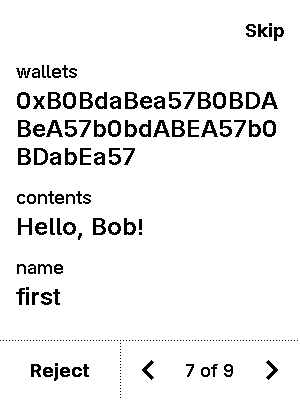 Skip
wallets
0xB0BdaBea57B0BDA
BeA57b0bdABEA57b0
BDabEa57
contents
Hello, Bob!
name
first
Reject
7 of 9